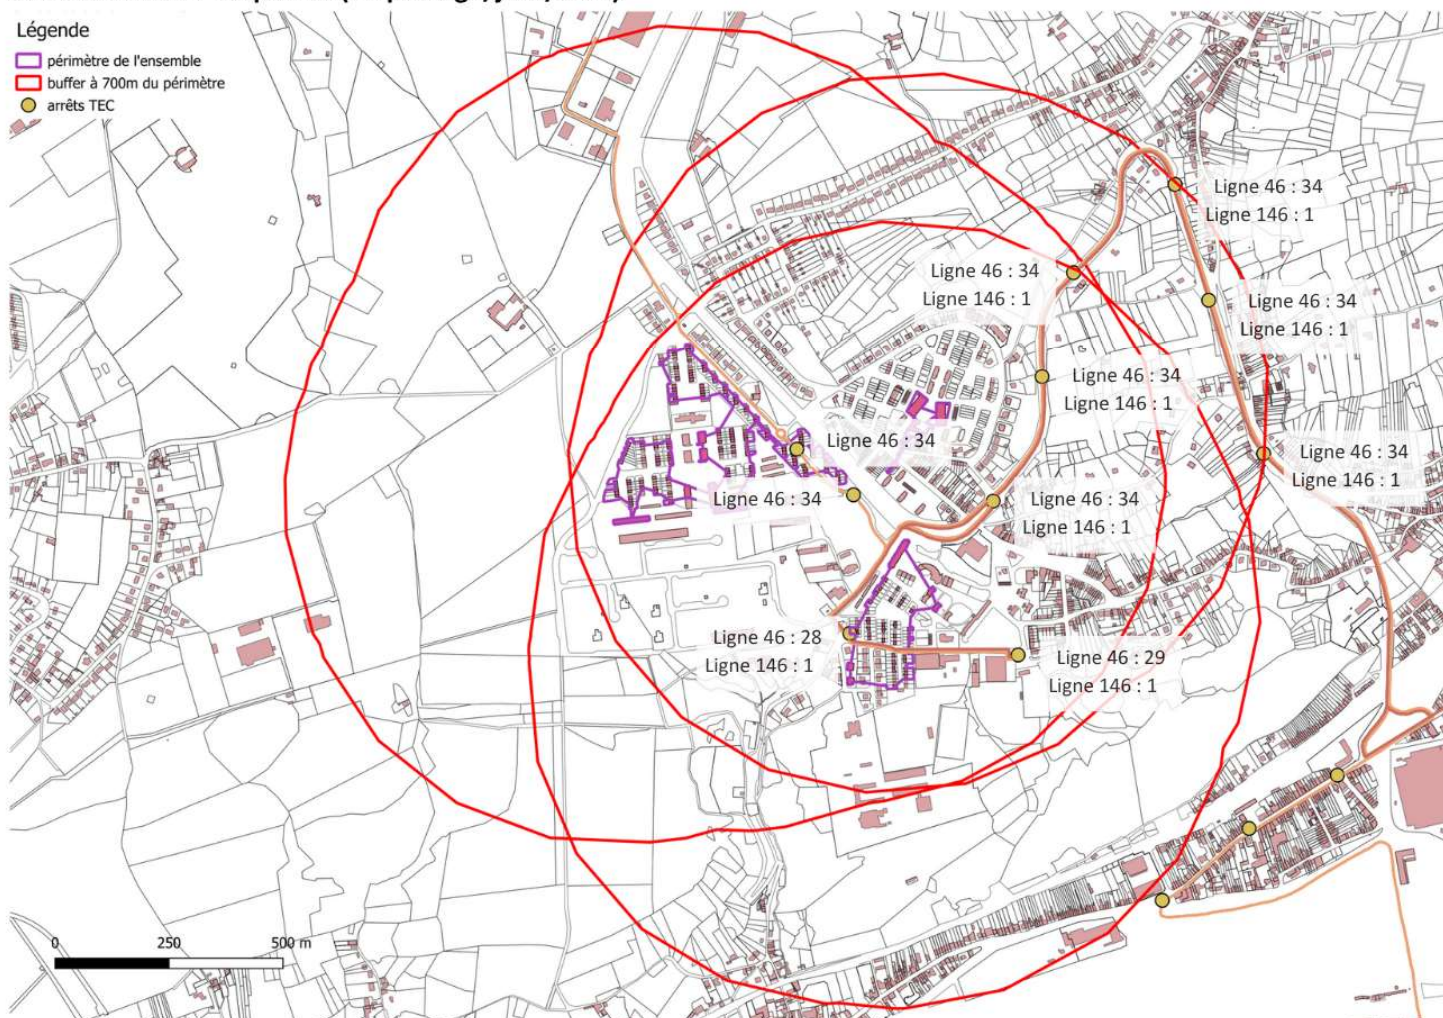 Légende
périmètre de l'ensemble
buffer à 700m du périmètre
arrêts TEC
Ligne 46 : 34
Ligne 146 : 1
Ligne 46 : 34
Ligne 146 : 1
Ligne 46 : 34
Ligne 146 : 1
Ligne 46 : 34
Ligne 146 : 1
Ligne 46 : 34
Ligne 46 : 34
Ligne 146 : 1
Ligne 46 : 34
Ligne 46 : 34
Ligne 146 : 1
Ligne 46 : 28
Ligne 146 : 1
Ligne 46 : 29
Ligne 146 : 1
0 250 500 m